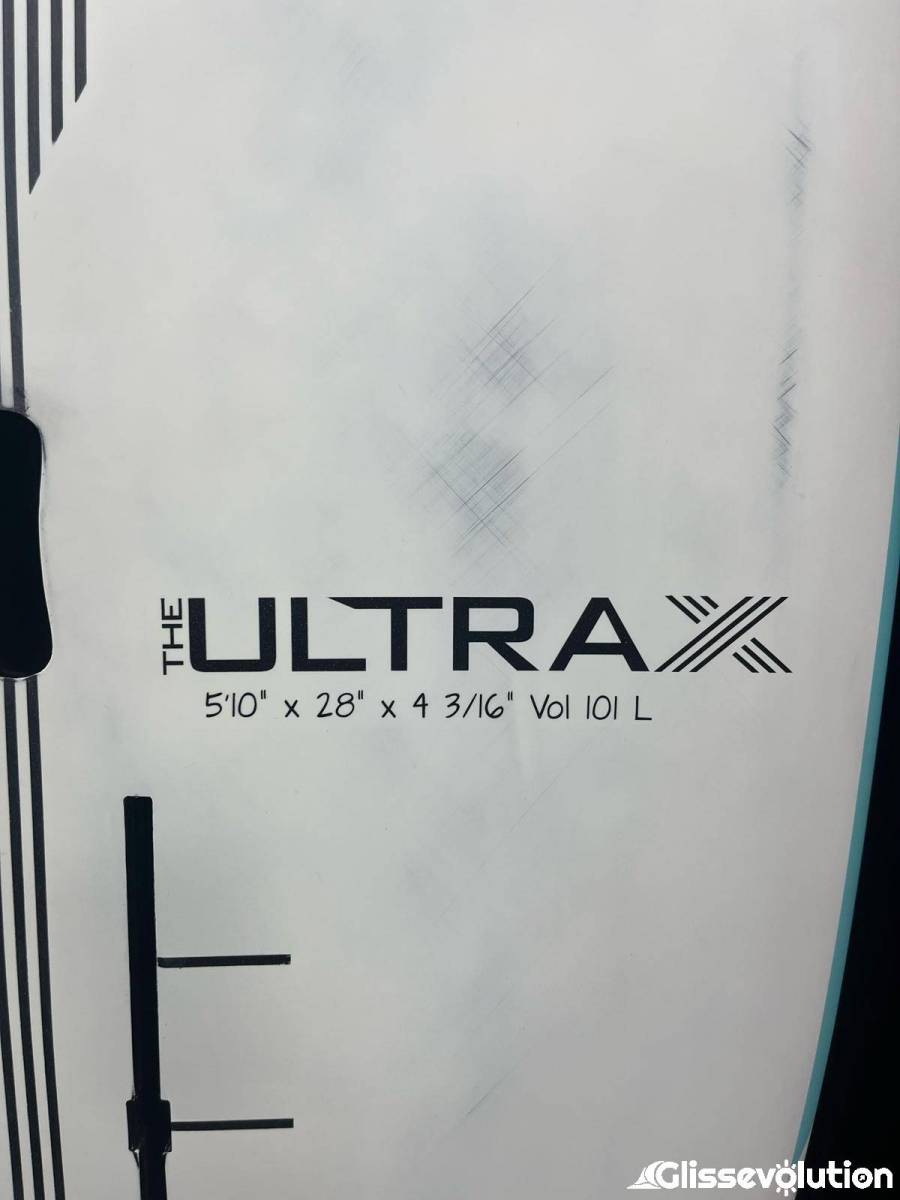 THE ULTRAX
5'10" x 28" x 4 3/16" Vol 101 L
Glissevolution